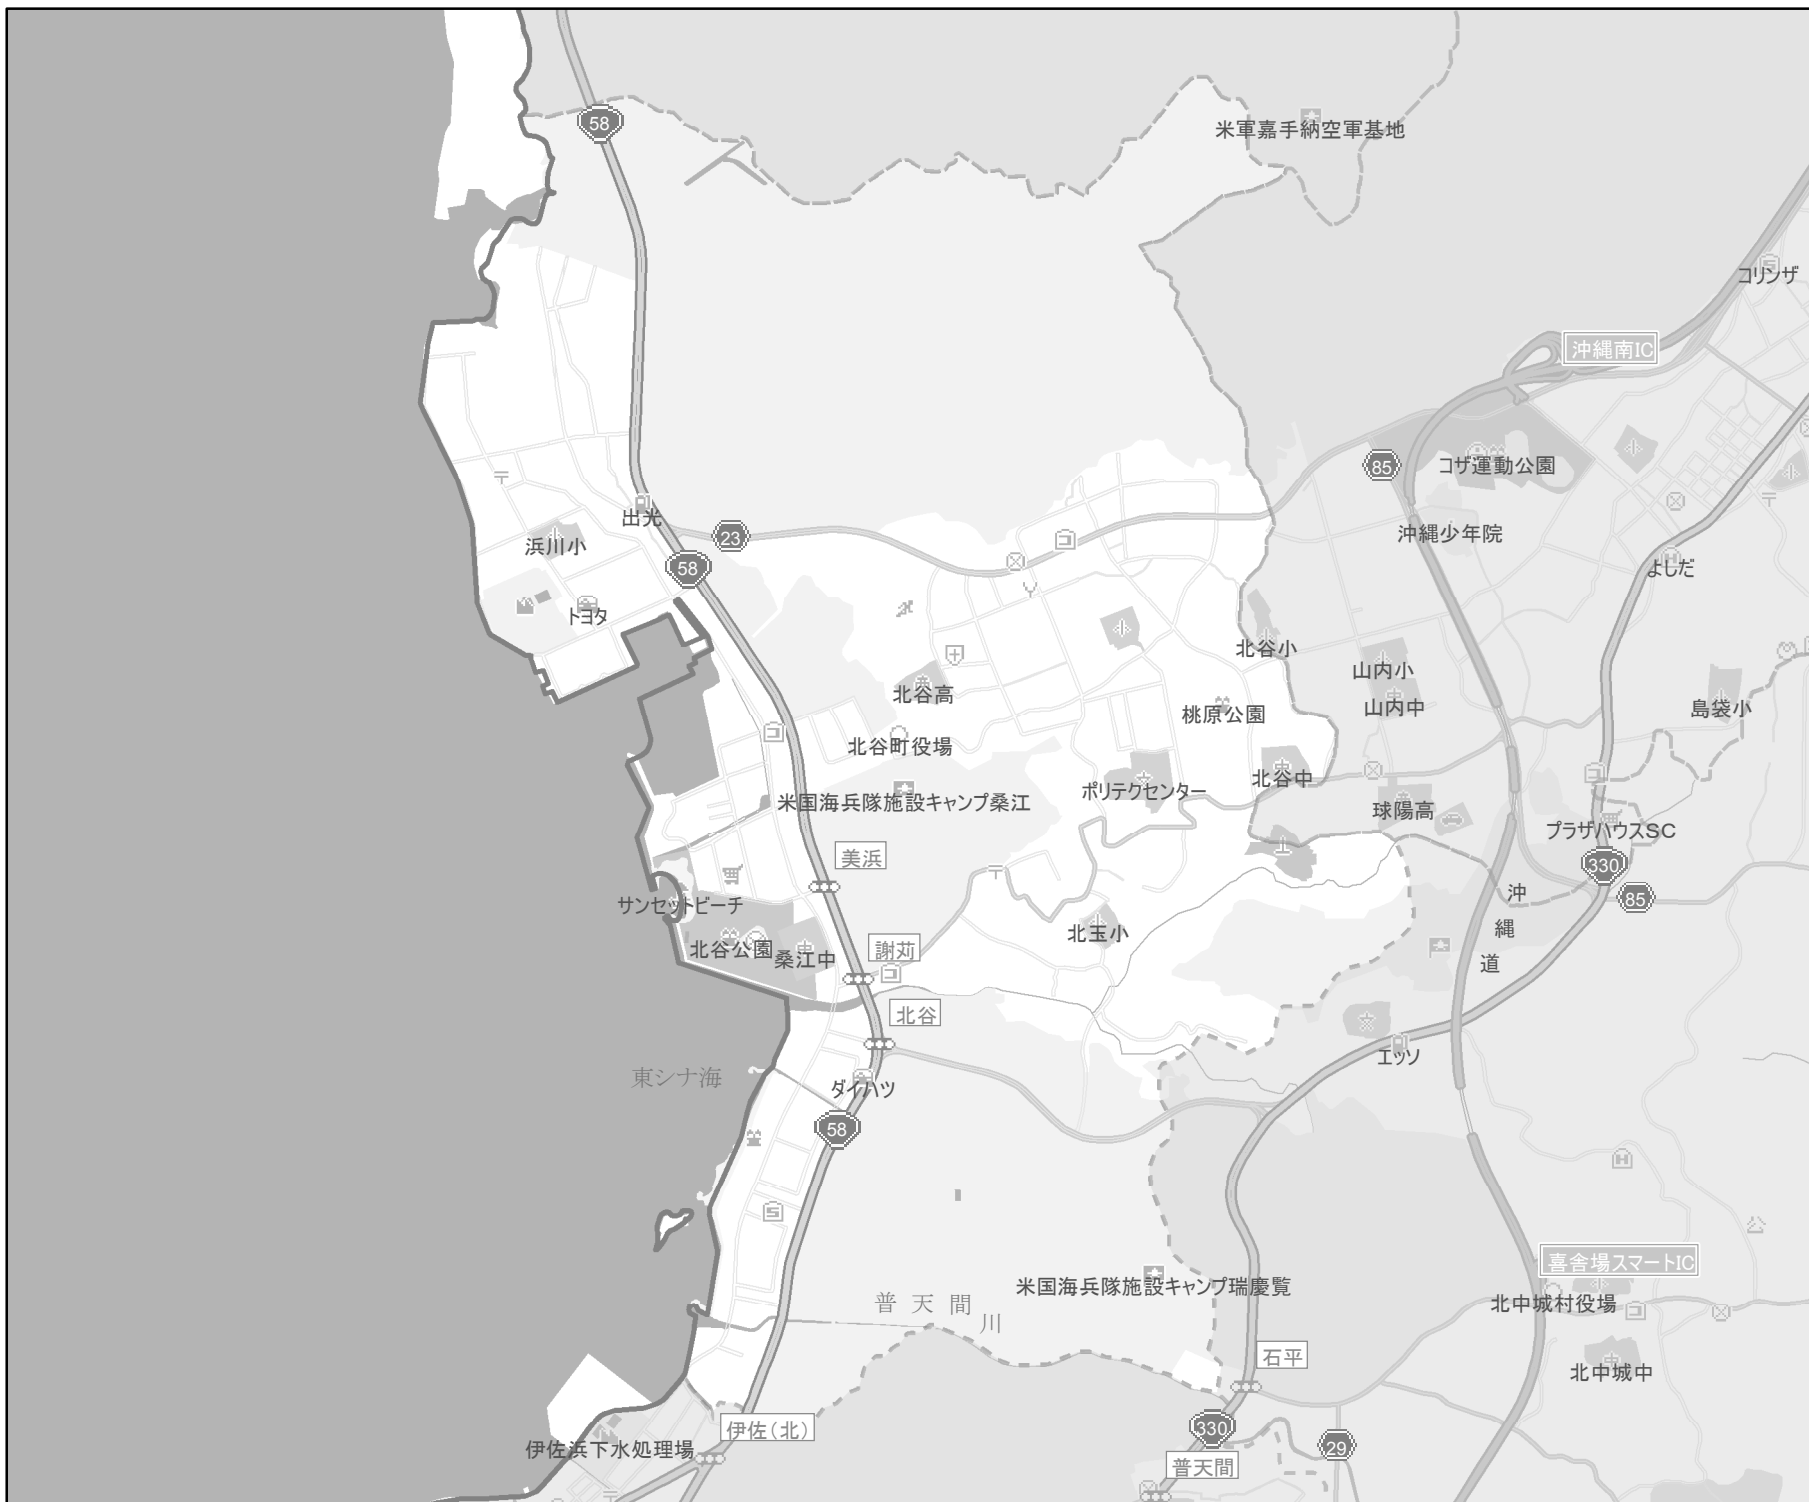 58
米軍嘉手納空軍基地
コリンザ
沖縄南IC
85
コザ運動公園
出光
沖縄少年院
浜川小
23
58
よしだ
トヨタ
北谷小
山内小
北谷高
山内中
島袋小
桃原公園
北谷町役場
北谷中
ポリテクセンター
米国海兵隊施設キャンプ桑江
球陽高
プラザハウスSC
美浜
330
85
沖
縄
道
サンセットビーチ
北玉小
北谷公園
桑江中
謝苅
北谷
エッソ
東シナ海
ダイハツ
58
S
米国海兵隊施設キャンプ瑞慶覧
公
喜舎場スマートIC
普天間
川
北中城村役場
石平
北中城中
伊佐(北)
330
29
伊佐浜下水処理場
普天間